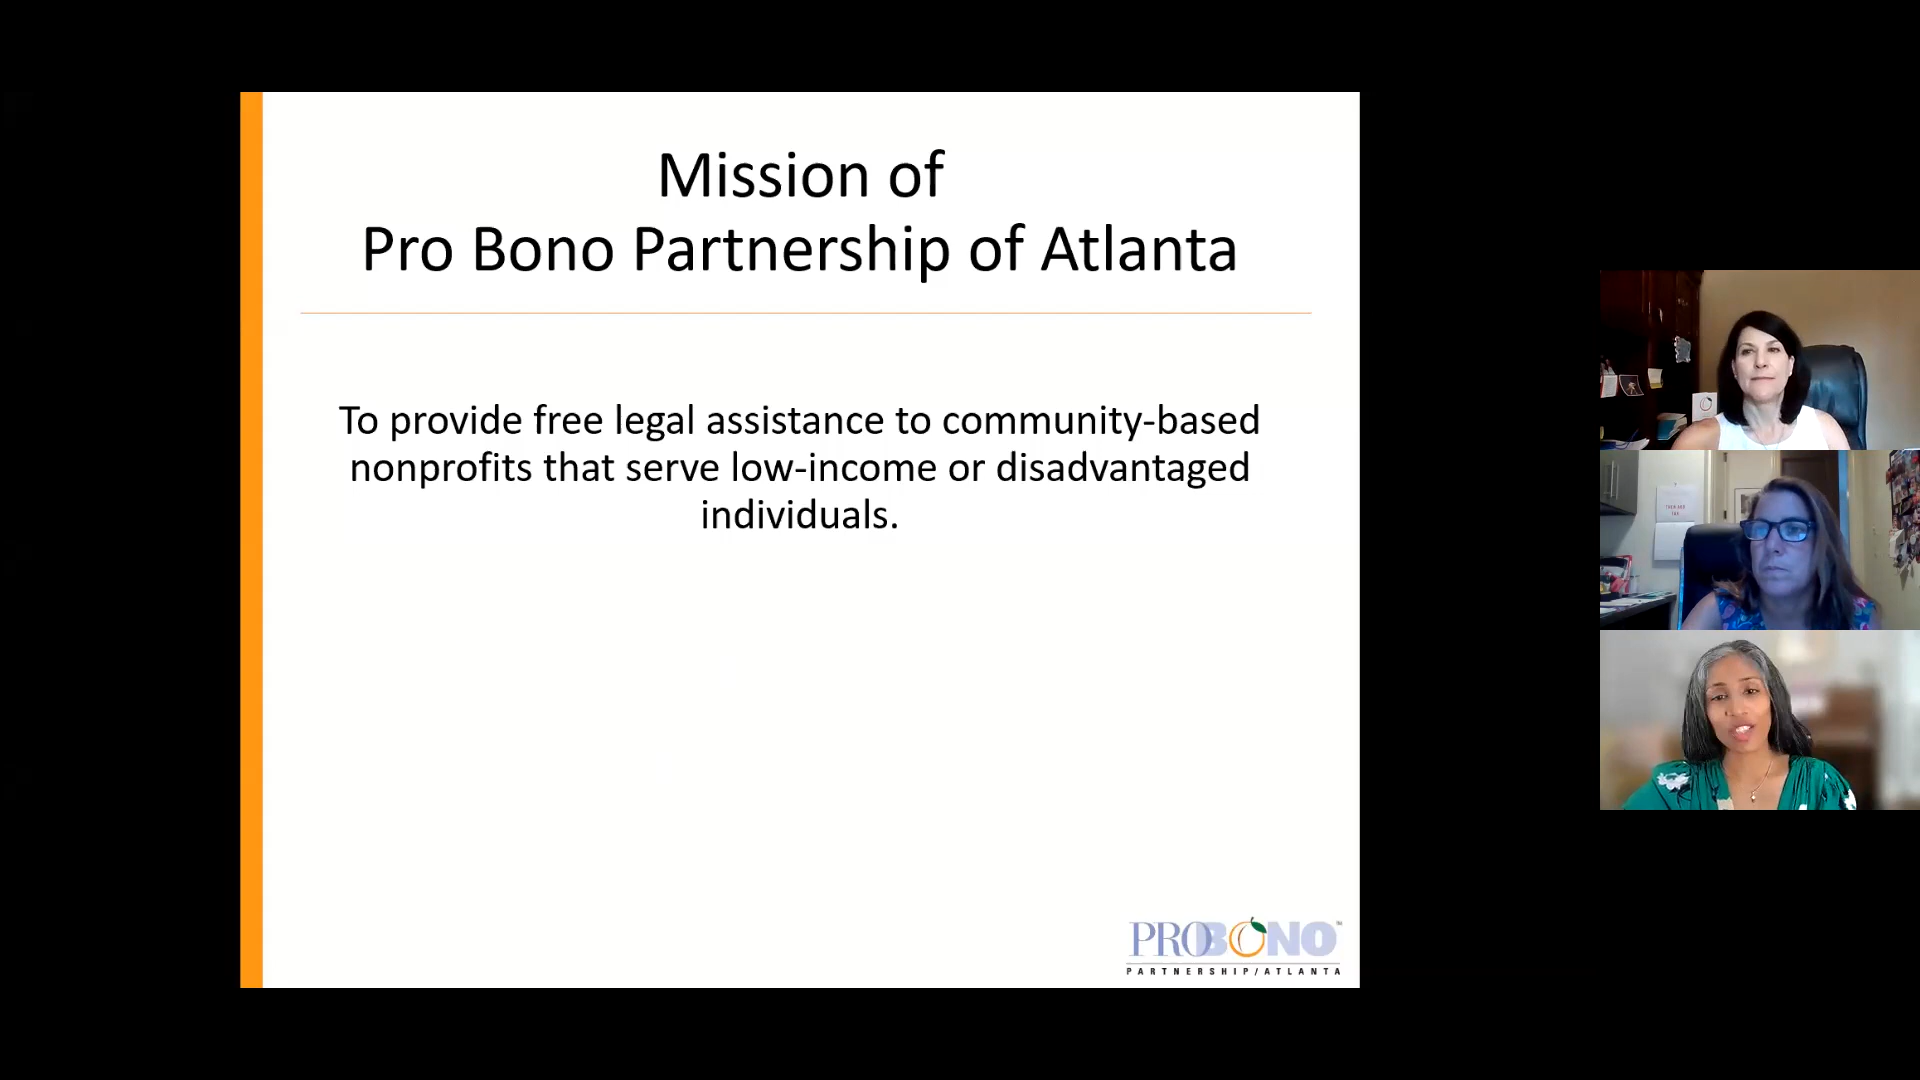 Mission of
Pro Bono Partnership of Atlanta
To provide free legal assistance to community-based
nonprofits that serve low-income or disadvantaged
individuals.
PROBONO™
PARTNERSHIP/ATLANTA